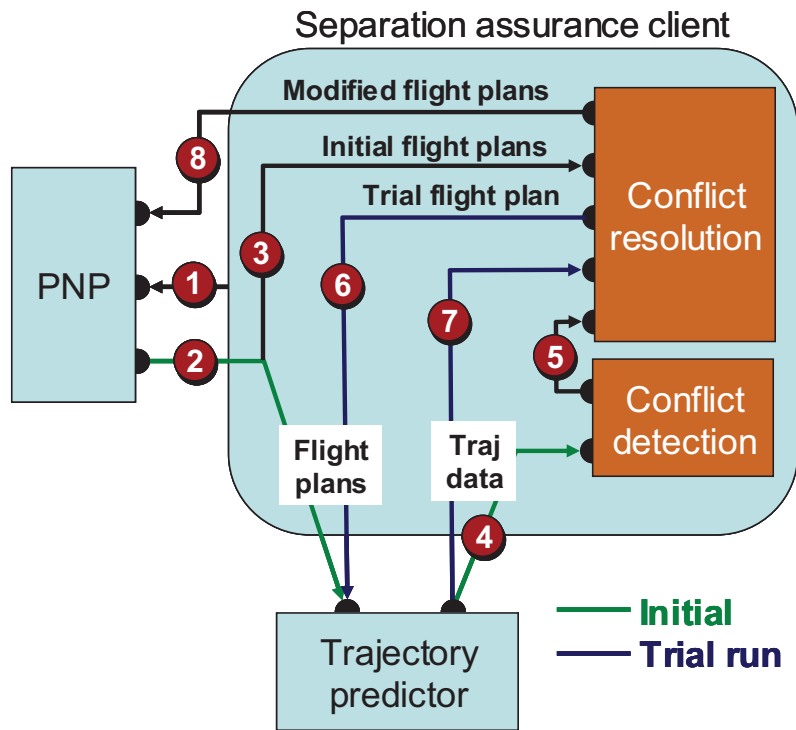 Separation assurance client
Modified flight plans
8
Initial flight plans
3
Trial flight plan
Conflict
resolution
PNP
1
6
7
2
5
Conflict
detection
Flight
plans
Traj
data
4
Trajectory
predictor
Initial
Trial run